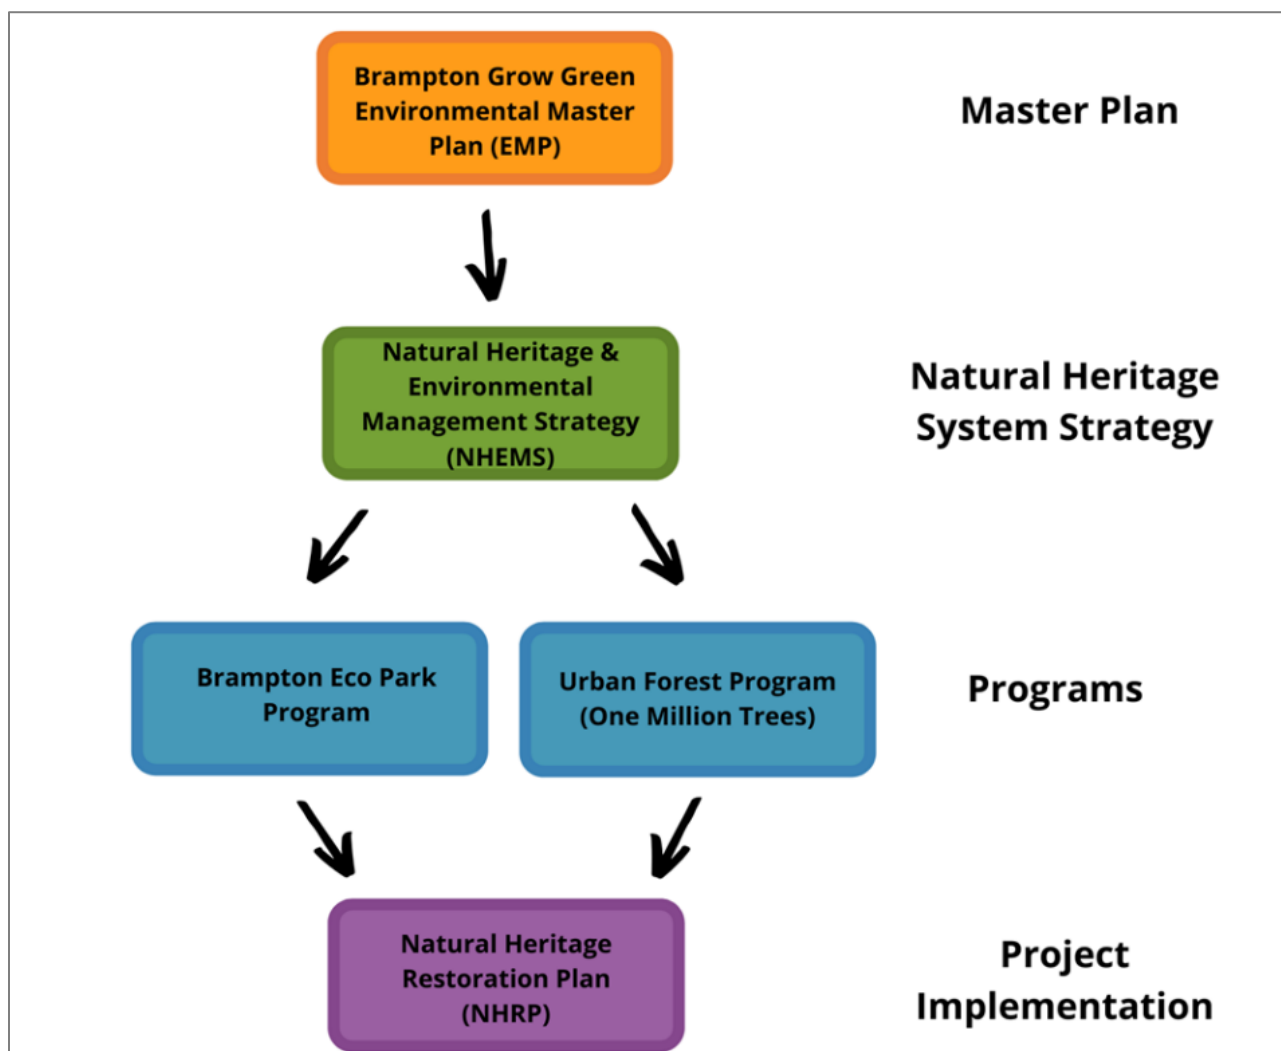 Brampton Grow Green
Environmental Master
Plan (EMP)
Master Plan
Natural Heritage &
Environmental
Management Strategy
(NHEMS)
Natural Heritage
System Strategy
Brampton Eco Park
Program
Urban Forest Program
(One Million Trees)
Programs
Natural Heritage
Restoration Plan
(NHRP)
Project
Implementation